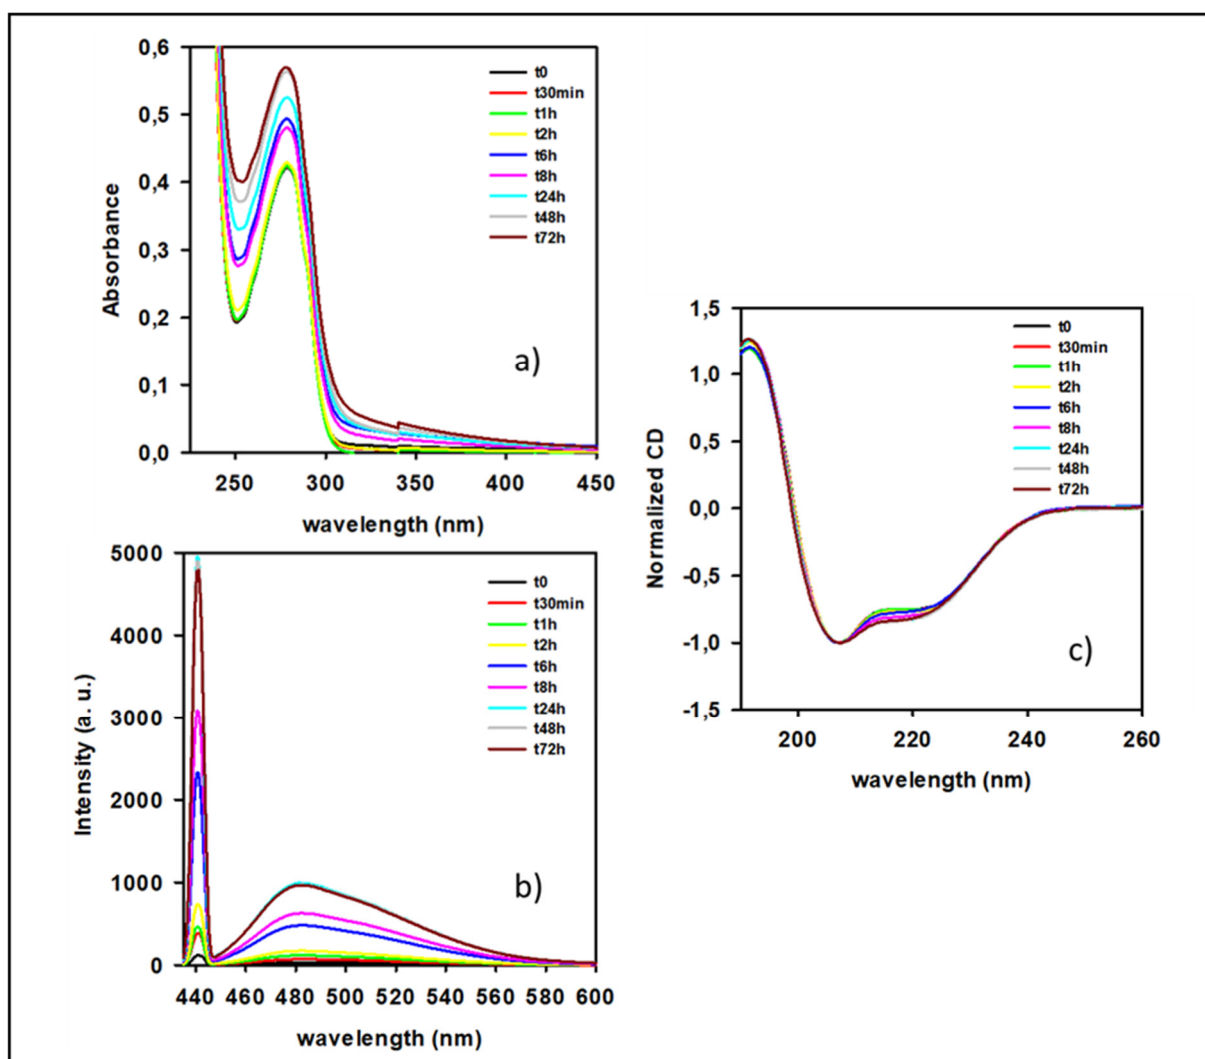 0,6
0,5
0,4
0,3
0,2
0,1
0,0
Absorbance
t0
t30min
t1h
t2h
t6h
t8h
t24h
t48h
t72h
a)
250 300 350 400 450
wavelength (nm)
5000
4000
3000
2000
1000
0
Intensity (a. u.)
t0
t30min
t1h
t2h
t6h
t8h
t24h
t48h
t72h
b)
440 460 480 500 520 540 560 580 600
wavelength (nm)
1,5
1,0
0,5
0,0
-0,5
-1,0
-1,5
Normalized CD
t0
t30min
t1h
t2h
t6h
t8h
t24h
t48h
t72h
c)
200 220 240 260
wavelength (nm)